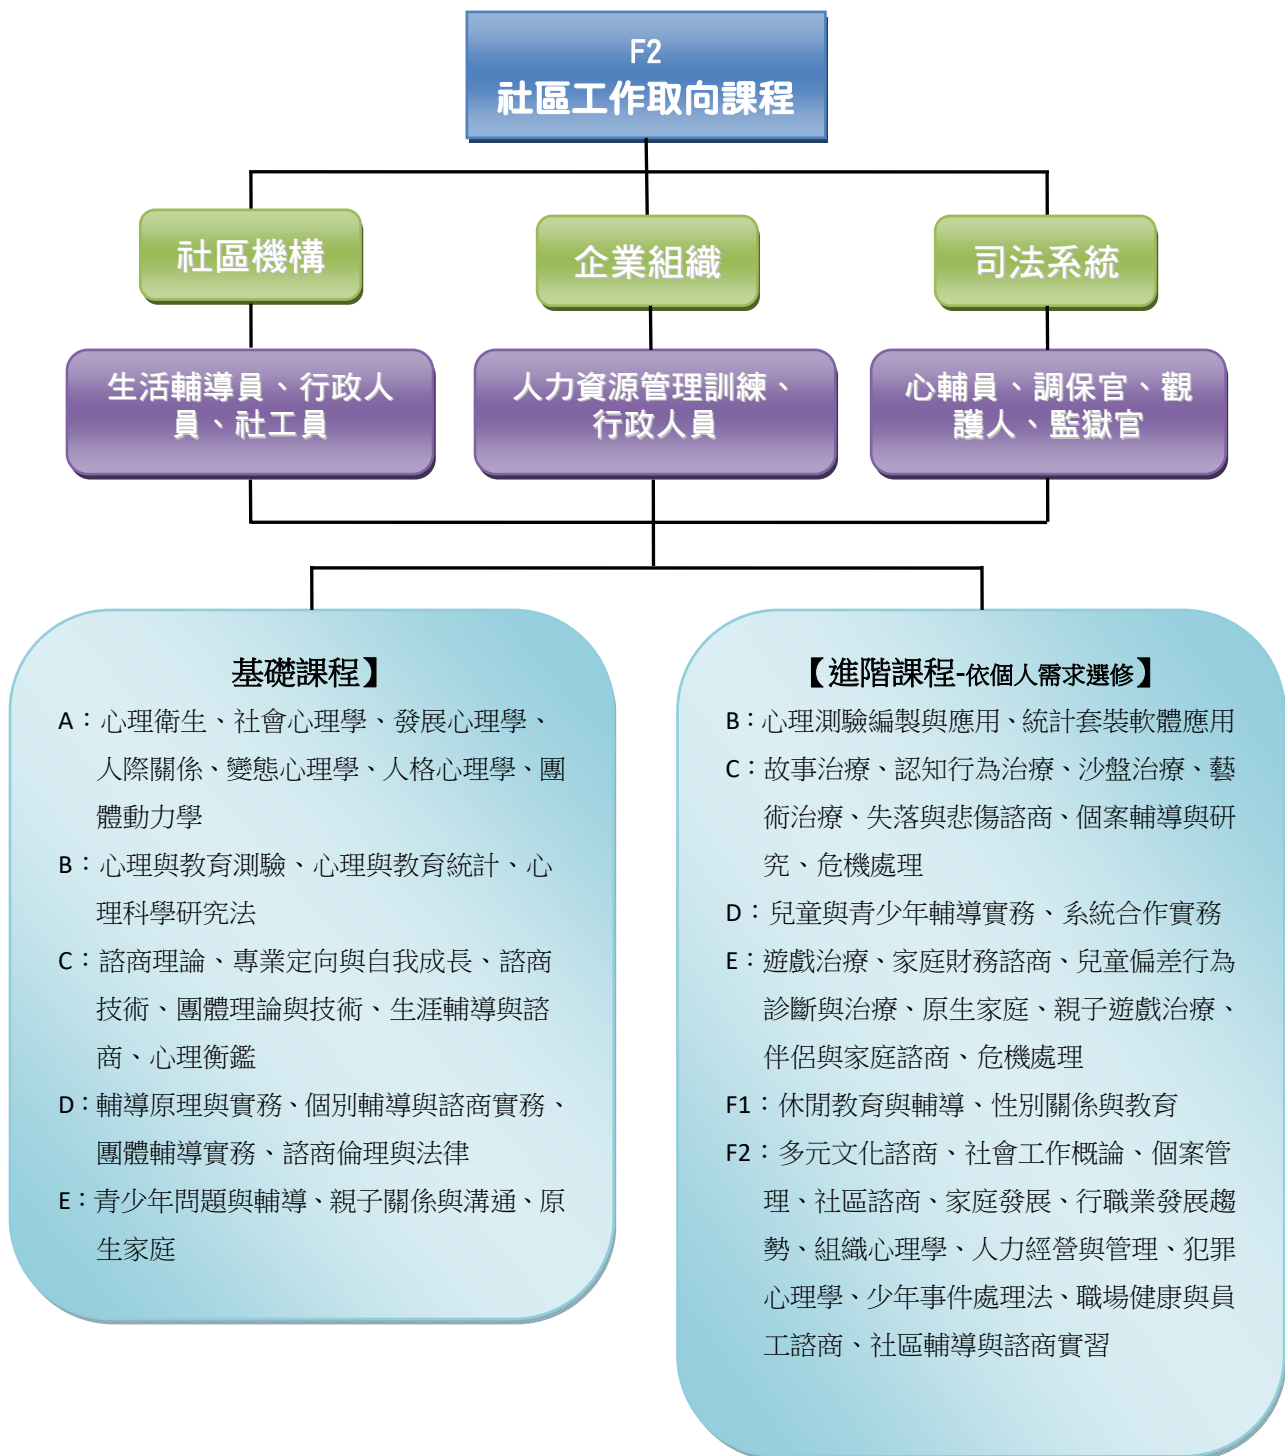 F2
社區工作取向課程
社區機構
企業組織
司法系統
生活輔導員、行政人
員、社工員
人力資源管理訓練、
行政人員
心輔員、調保官、觀
護人、監獄官
基礎課程】
A：心理衛生、社會心理學、發展心理學、
人際關係、變態心理學、人格心理學、團
體動力學
B：心理與教育測驗、心理與教育統計、心
理科學研究法
C：諮商理論、專業定向與自我成長、諮商
技術、團體理論與技術、生涯輔導與諮
商、心理衡鑑
D：輔導原理與實務、個別輔導與諮商實務、
團體輔導實務、諮商倫理與法律
E：青少年問題與輔導、親子關係與溝通、原
生家庭
【進階課程-依個人需求選修】
B：心理測驗編製與應用、統計套裝軟體應用
C：故事治療、認知行為治療、沙盤治療、藝
術治療、失落與悲傷諮商、個案輔導與研
究、危機處理
D：兒童與青少年輔導實務、系統合作實務
E：遊戲治療、家庭財務諮商、兒童偏差行為
診斷與治療、原生家庭、親子遊戲治療、
伴侶與家庭諮商、危機處理
F1：休閒教育與輔導、性別關係與教育
F2：多元文化諮商、社會工作概論、個案管
理、社區諮商、家庭發展、行職業發展趨
勢、組織心理學、人力經營與管理、犯罪
心理學、少年事件處理法、職場健康與員
工諮商、社區輔導與諮商實習